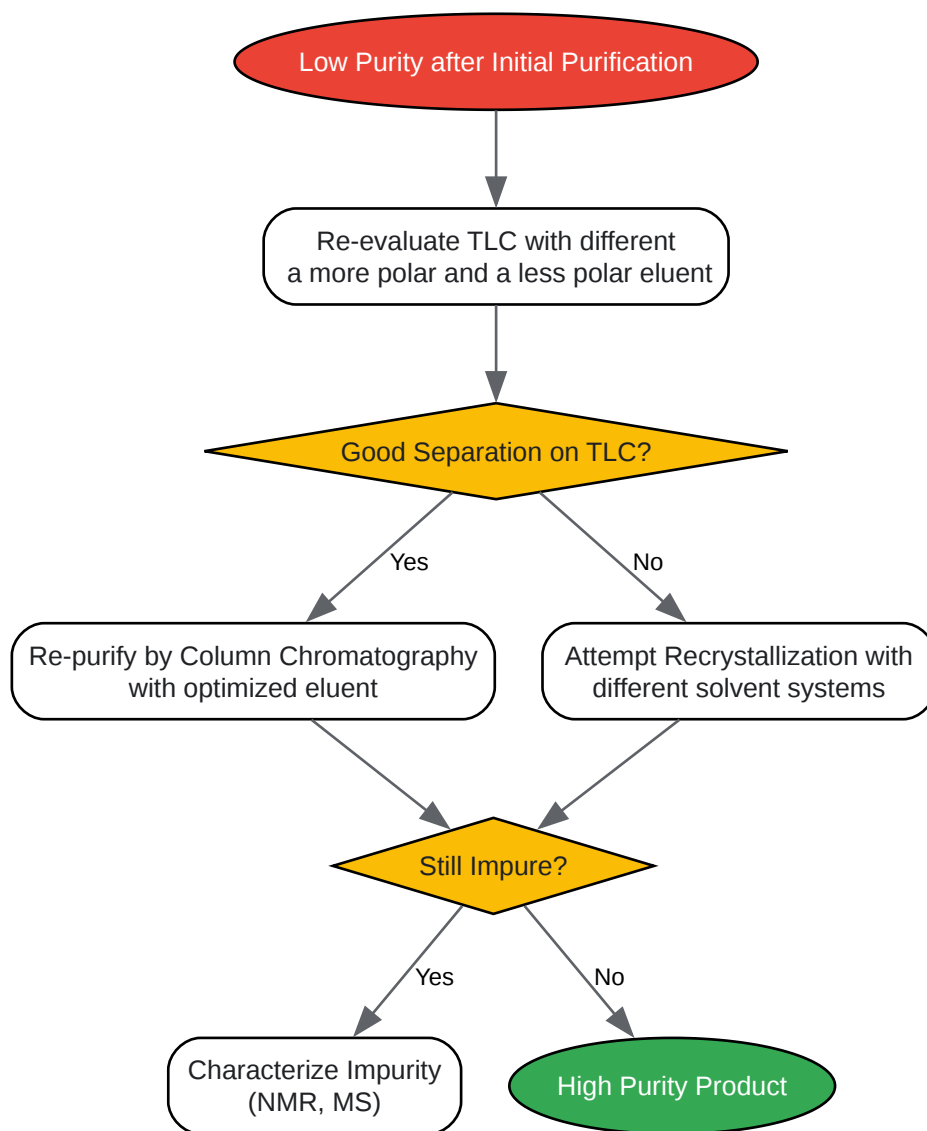 Low Purity after Initial Purification
Re-evaluate TLC with different
a more polar and a less polar eluent
Good Separation on TLC?
Yes
No
Re-purify by Column Chromatography
with optimized eluent
Attempt Recrystallization with
different solvent systems
Still Impure?
Yes
No
Characterize Impurity
(NMR, MS)
High Purity Product